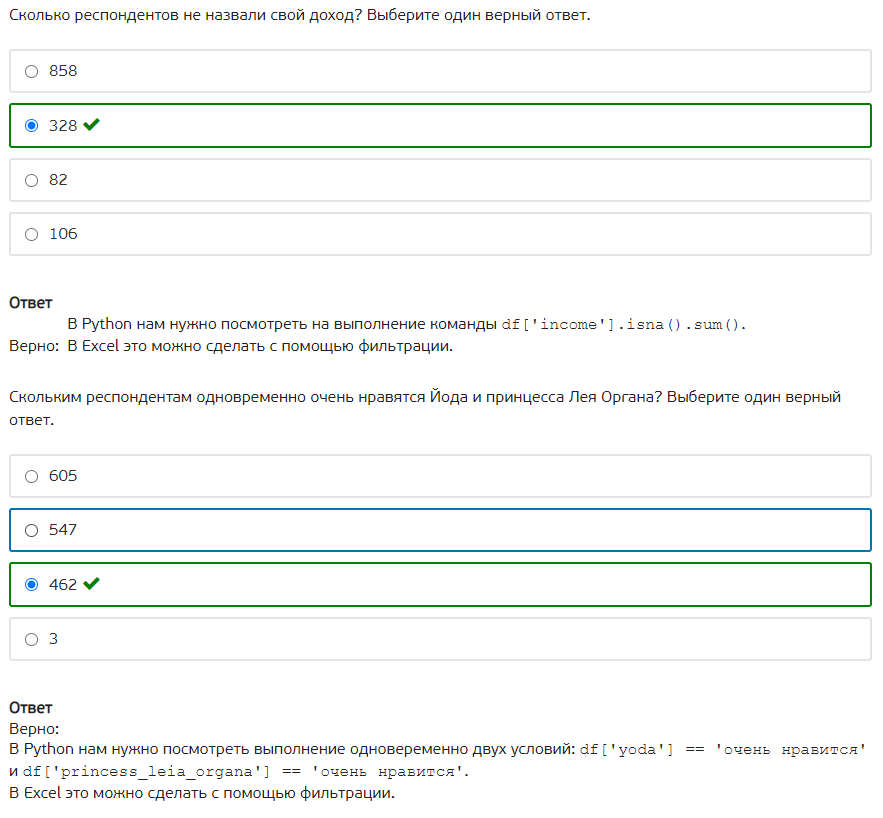 Сколько респондентов не назвали свой доход? Выберите один верный ответ.
858
328
82
106
Ответ
В Python нам нужно посмотреть на выполнение команды df['income'].isna().sum().
Верно: В Excel это можно сделать с помощью фильтрации.
Скольким респондентам одновременно очень нравятся Йода и принцесса Лея Органа? Выберите один верный
ответ.
605
547
462
3
Ответ
Верно:
В Python нам нужно посмотреть выполнение одновеременно двух условий: df['yoda'] == 'очень нравится'
и df['princess_leia_organa'] == 'очень нравится'.
В Excel это можно сделать с помощью фильтрации.